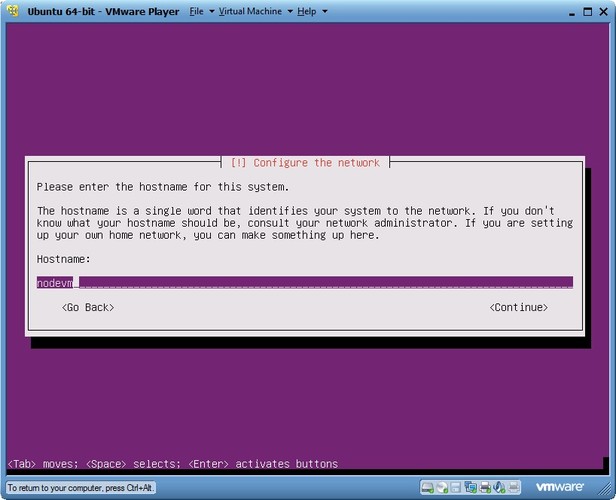 Ubuntu 64-bit - VMware Player File Virtual Machine Help
[!] Configure the network
Please enter the hostname for this system.
The hostname is a single word that identifies your system to the network. If you don't
know what your hostname should be, consult your network administrator. If you are setting
up your own home network, you can make something up here.
Hostname:
nodevm
<Go Back> <Continue>
<Tab> moves; <Space> selects; <Enter> activates buttons
To return to your computer, press Ctrl+Alt. vmware